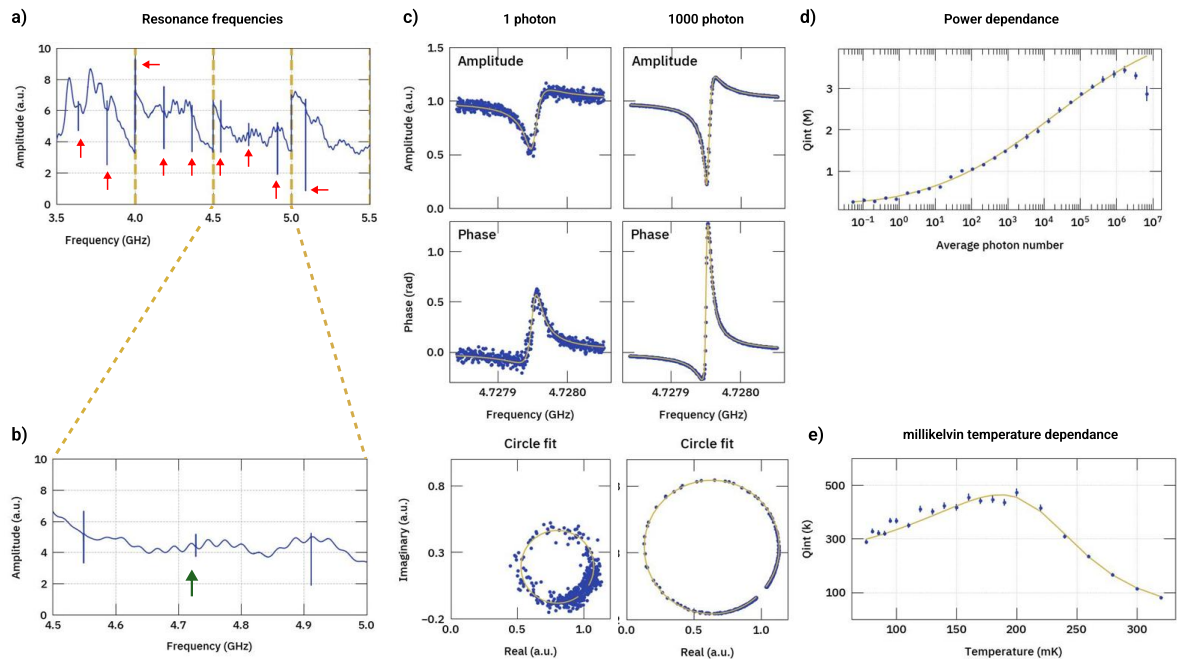 a)
Resonance frequencies
10
8
6
4
2
0
Amplitude (a.u.)
3.5 4.0 4.5 5.0 5.5
Frequency (GHz)
b)
10
8
6
4
2
0
Amplitude (a.u.)
4.5 4.6 4.7 4.8 4.9 5.0
Frequency (GHz)
c)
1 photon
1000 photon
1.5
1.0
0.5
0.0
Amplitude (a.u.)
Amplitude
Amplitude
1.0
0.5
0.0
Phase (rad)
Phase
Phase
4.7279 4.7280
4.7279 4.7280
Frequency (GHz)
Frequency (GHz)
Circle fit
Circle fit
0.8
0.3
−0.2
Imaginary (a.u.)
0.0 0.5 1.0
0.0 0.5 1.0
Real (a.u.)
Real (a.u.)
d)
Power dependance
3
2
1
Qint (M)
10⁻¹ 10⁰ 10¹ 10² 10³ 10⁴ 10⁵ 10⁶ 10⁷
Average photon number
e)
millikelvin temperature dependance
500
300
100
Qint (k)
100 150 200 250 300
Temperature (mK)